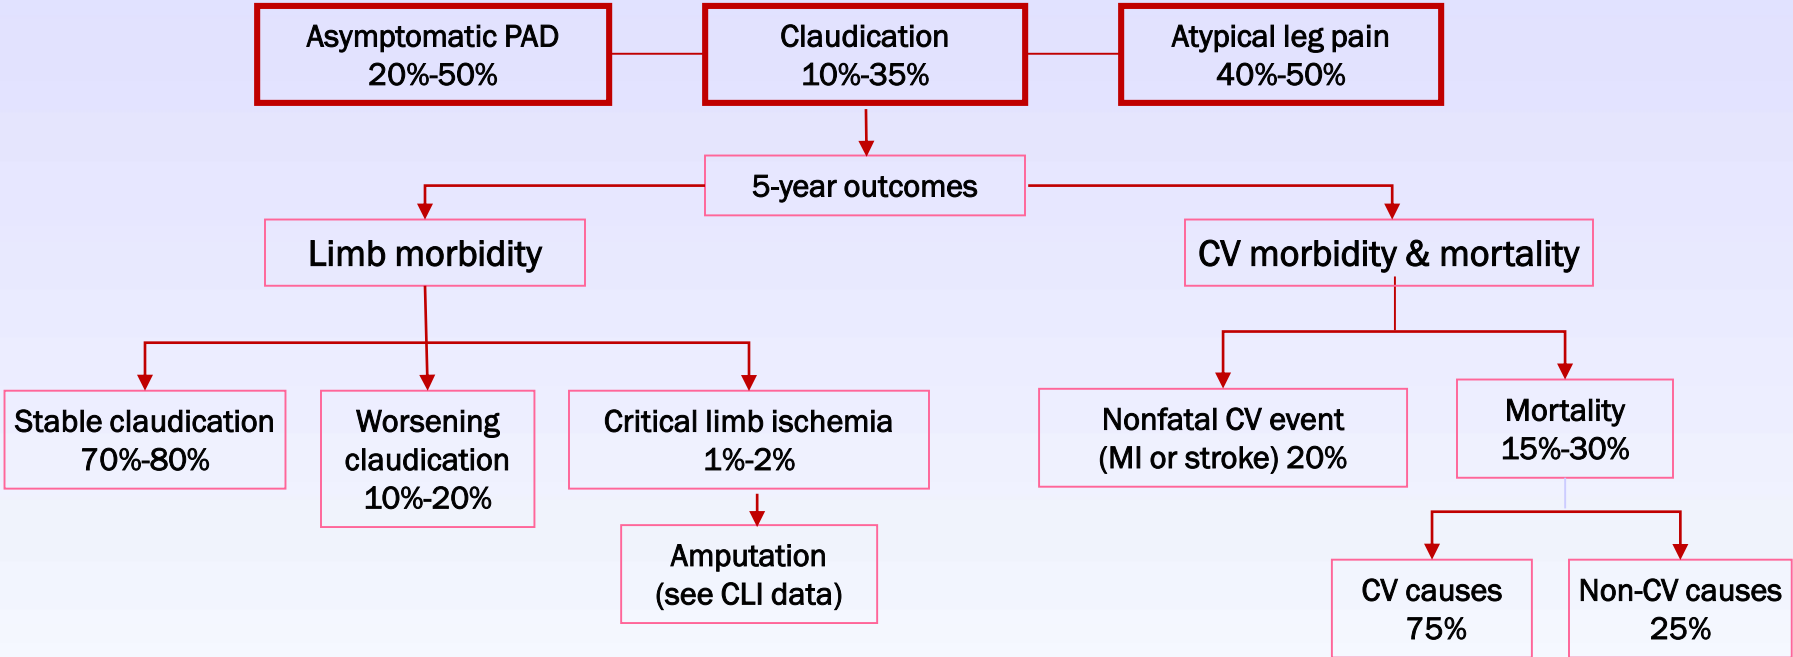 Asymptomatic PAD
20%-50%
Claudication
10%-35%
Atypical leg pain
40%-50%
5-year outcomes
Limb morbidity
CV morbidity & mortality
Stable claudication
70%-80%
Worsening
claudication
10%-20%
Critical limb ischemia
1%-2%
Nonfatal CV event
(MI or stroke) 20%
Mortality
15%-30%
Amputation
(see CLI data)
CV causes
75%
Non-CV causes
25%